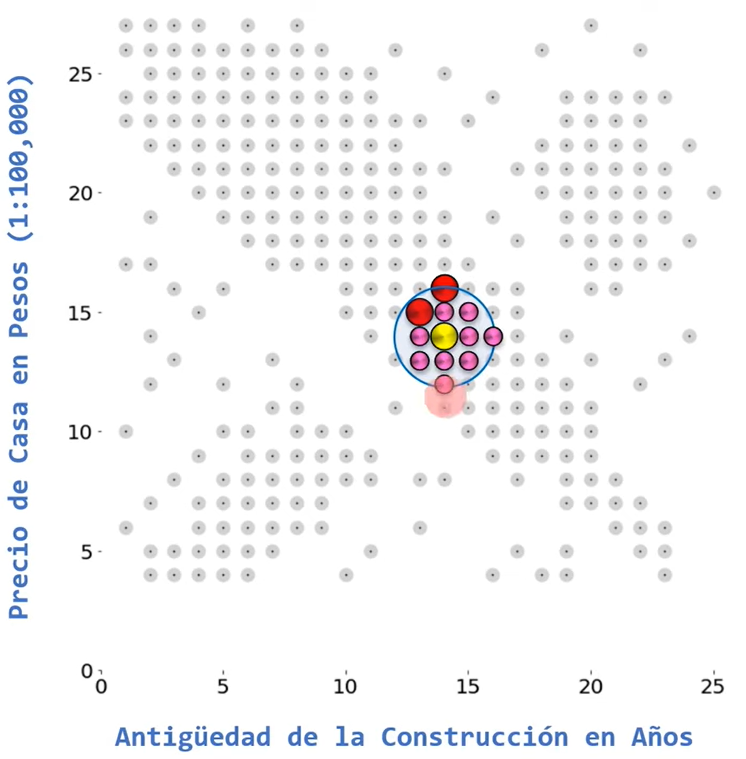 Precio de Casa en Pesos (1:100,000)
25
20
15
10
5
0
0 5 10 15 20 25
Antigüedad de la Construcción en Años